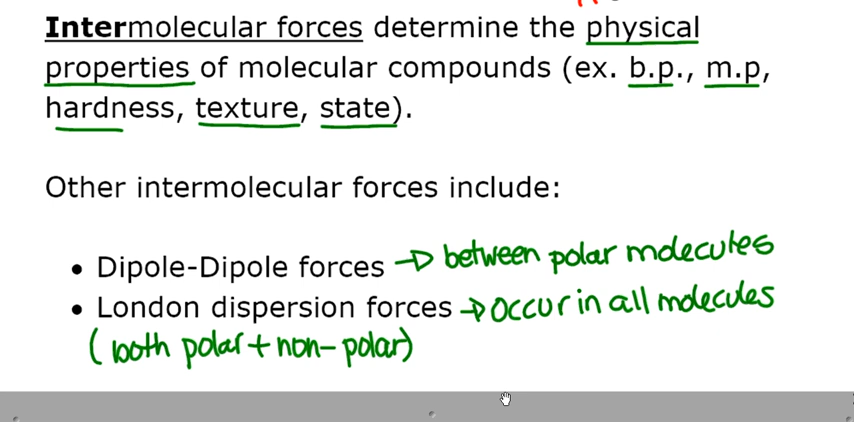 Intermolecular forces determine the physical
properties of molecular compounds (ex. b.p., m.p,
hardness, texture, state).
Other intermolecular forces include:
• Dipole-Dipole forces → between polar molecules
• London dispersion forces → occur in all molecules
(both polar + non-polar)